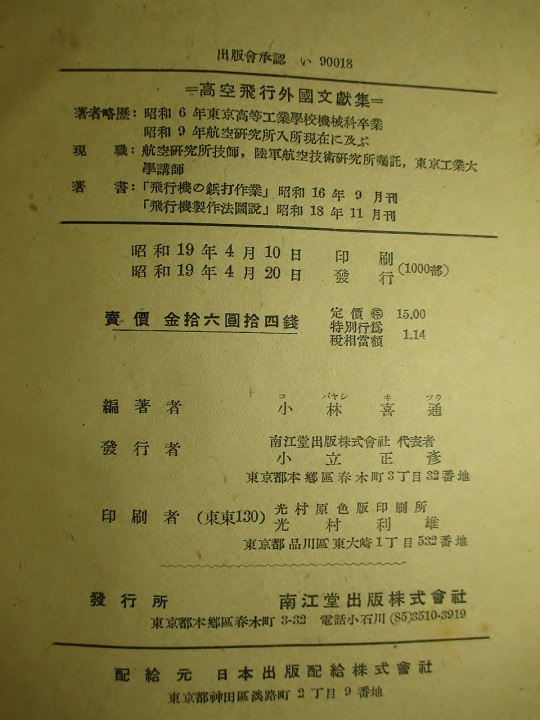 出版會承認 い 90018
=高空飛行外國文獻集=
著者略歴: 昭和 6 年東京高等工業學校機械科卒業
昭和 9 年航空研究所入所現在に及ぶ
現 職: 航空研究所技師, 陸軍航空技術研究所囑託, 東京工業大
學講師
著 書: 「飛行機の鋲打作業」昭和 16 年 9 月刊
「飛行機製作法圖説」昭和 18 年 11 月刊
昭和 19 年 4 月 10 日 印刷
昭和 19 年 4 月 20 日 發行 (1000部)
賣價 金拾六圓拾四錢
定價 ㊞ 15.00
特別行爲
稅相當額 1.14
コ バヤシ キ ツウ
編著者 小林喜通
發行者 南江堂出版株式會社 代表者
小立正彦
東京都本鄕區春木町3丁目32番地
印刷者 (東東130) 光村原色版印刷所
光村利雄
東京都品川區東大崎1丁目532番地
發行所 南江堂出版株式會社
東京都本鄕區春木町 3-32 電話小石川 (85)3510-3919
配給元 日本出版配給株式會社
東京都神田區淡路町 2 丁目 9 番地